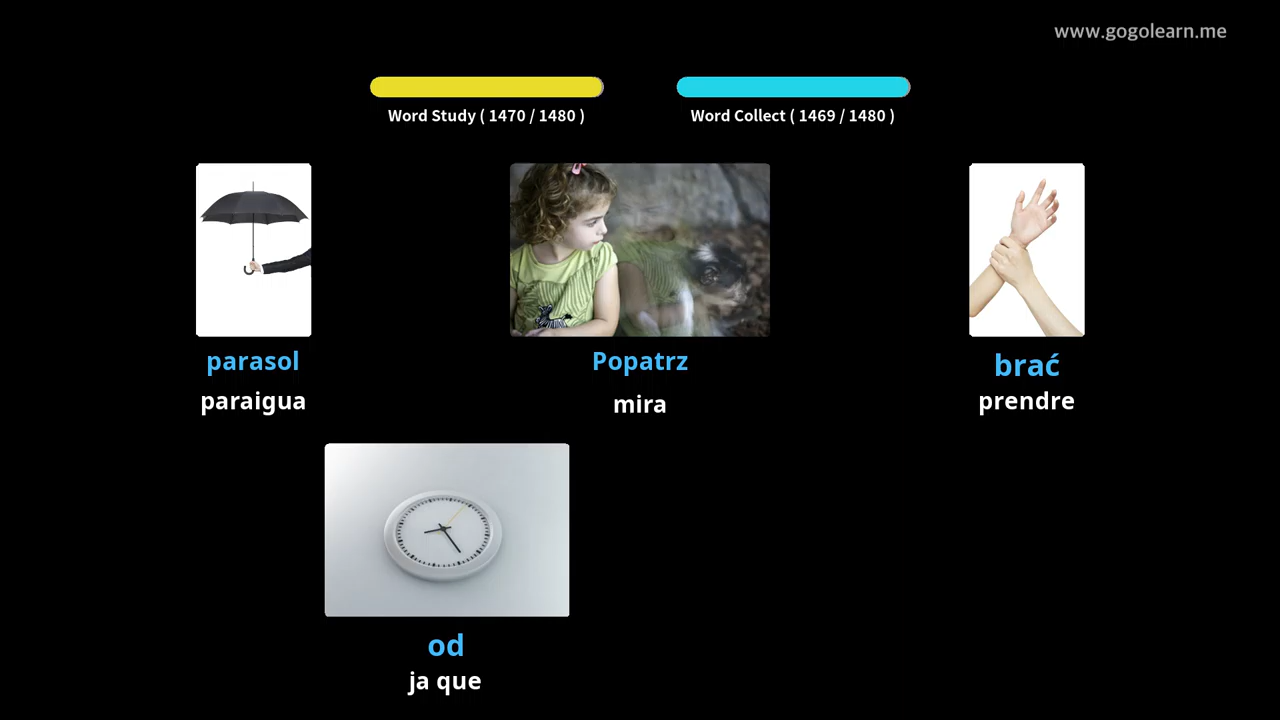 www.gogolearn.me
Word Study ( 1470 / 1480 )
Word Collect ( 1469 / 1480 )
parasol
paraigua
Popatrz
mira
brać
prendre
od
ja que